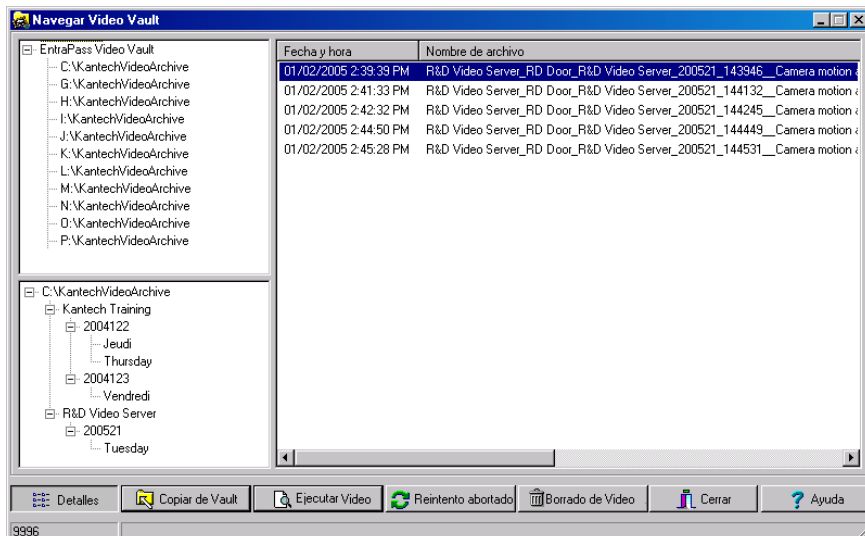 Navegar Video Vault
EntraPass Video Vault
C:\KantechVideoArchive
G:\KantechVideoArchive
H:\KantechVideoArchive
I:\KantechVideoArchive
J:\KantechVideoArchive
K:\KantechVideoArchive
L:\KantechVideoArchive
M:\KantechVideoArchive
N:\KantechVideoArchive
O:\KantechVideoArchive
P:\KantechVideoArchive
C:\KantechVideoArchive
Kantech Training
2004122
Jeudi
Thursday
2004123
Vendredi
R&D Video Server
200521
Tuesday
Fecha y hora Nombre de archivo
01/02/2005 2:39:39 PM R&D Video Server_RD Door_R&D Video Server_200521_143946__Camera motion a
01/02/2005 2:41:33 PM R&D Video Server_RD Door_R&D Video Server_200521_144132__Camera motion a
01/02/2005 2:42:32 PM R&D Video Server_RD Door_R&D Video Server_200521_144245__Camera motion a
01/02/2005 2:44:50 PM R&D Video Server_RD Door_R&D Video Server_200521_144449__Camera motion a
01/02/2005 2:45:28 PM R&D Video Server_RD Door_R&D Video Server_200521_144531__Camera motion a
Detalles Copiar de Vault Ejecutar Video Reintento abortado Borrado de Video Cerrar Ayuda
9996